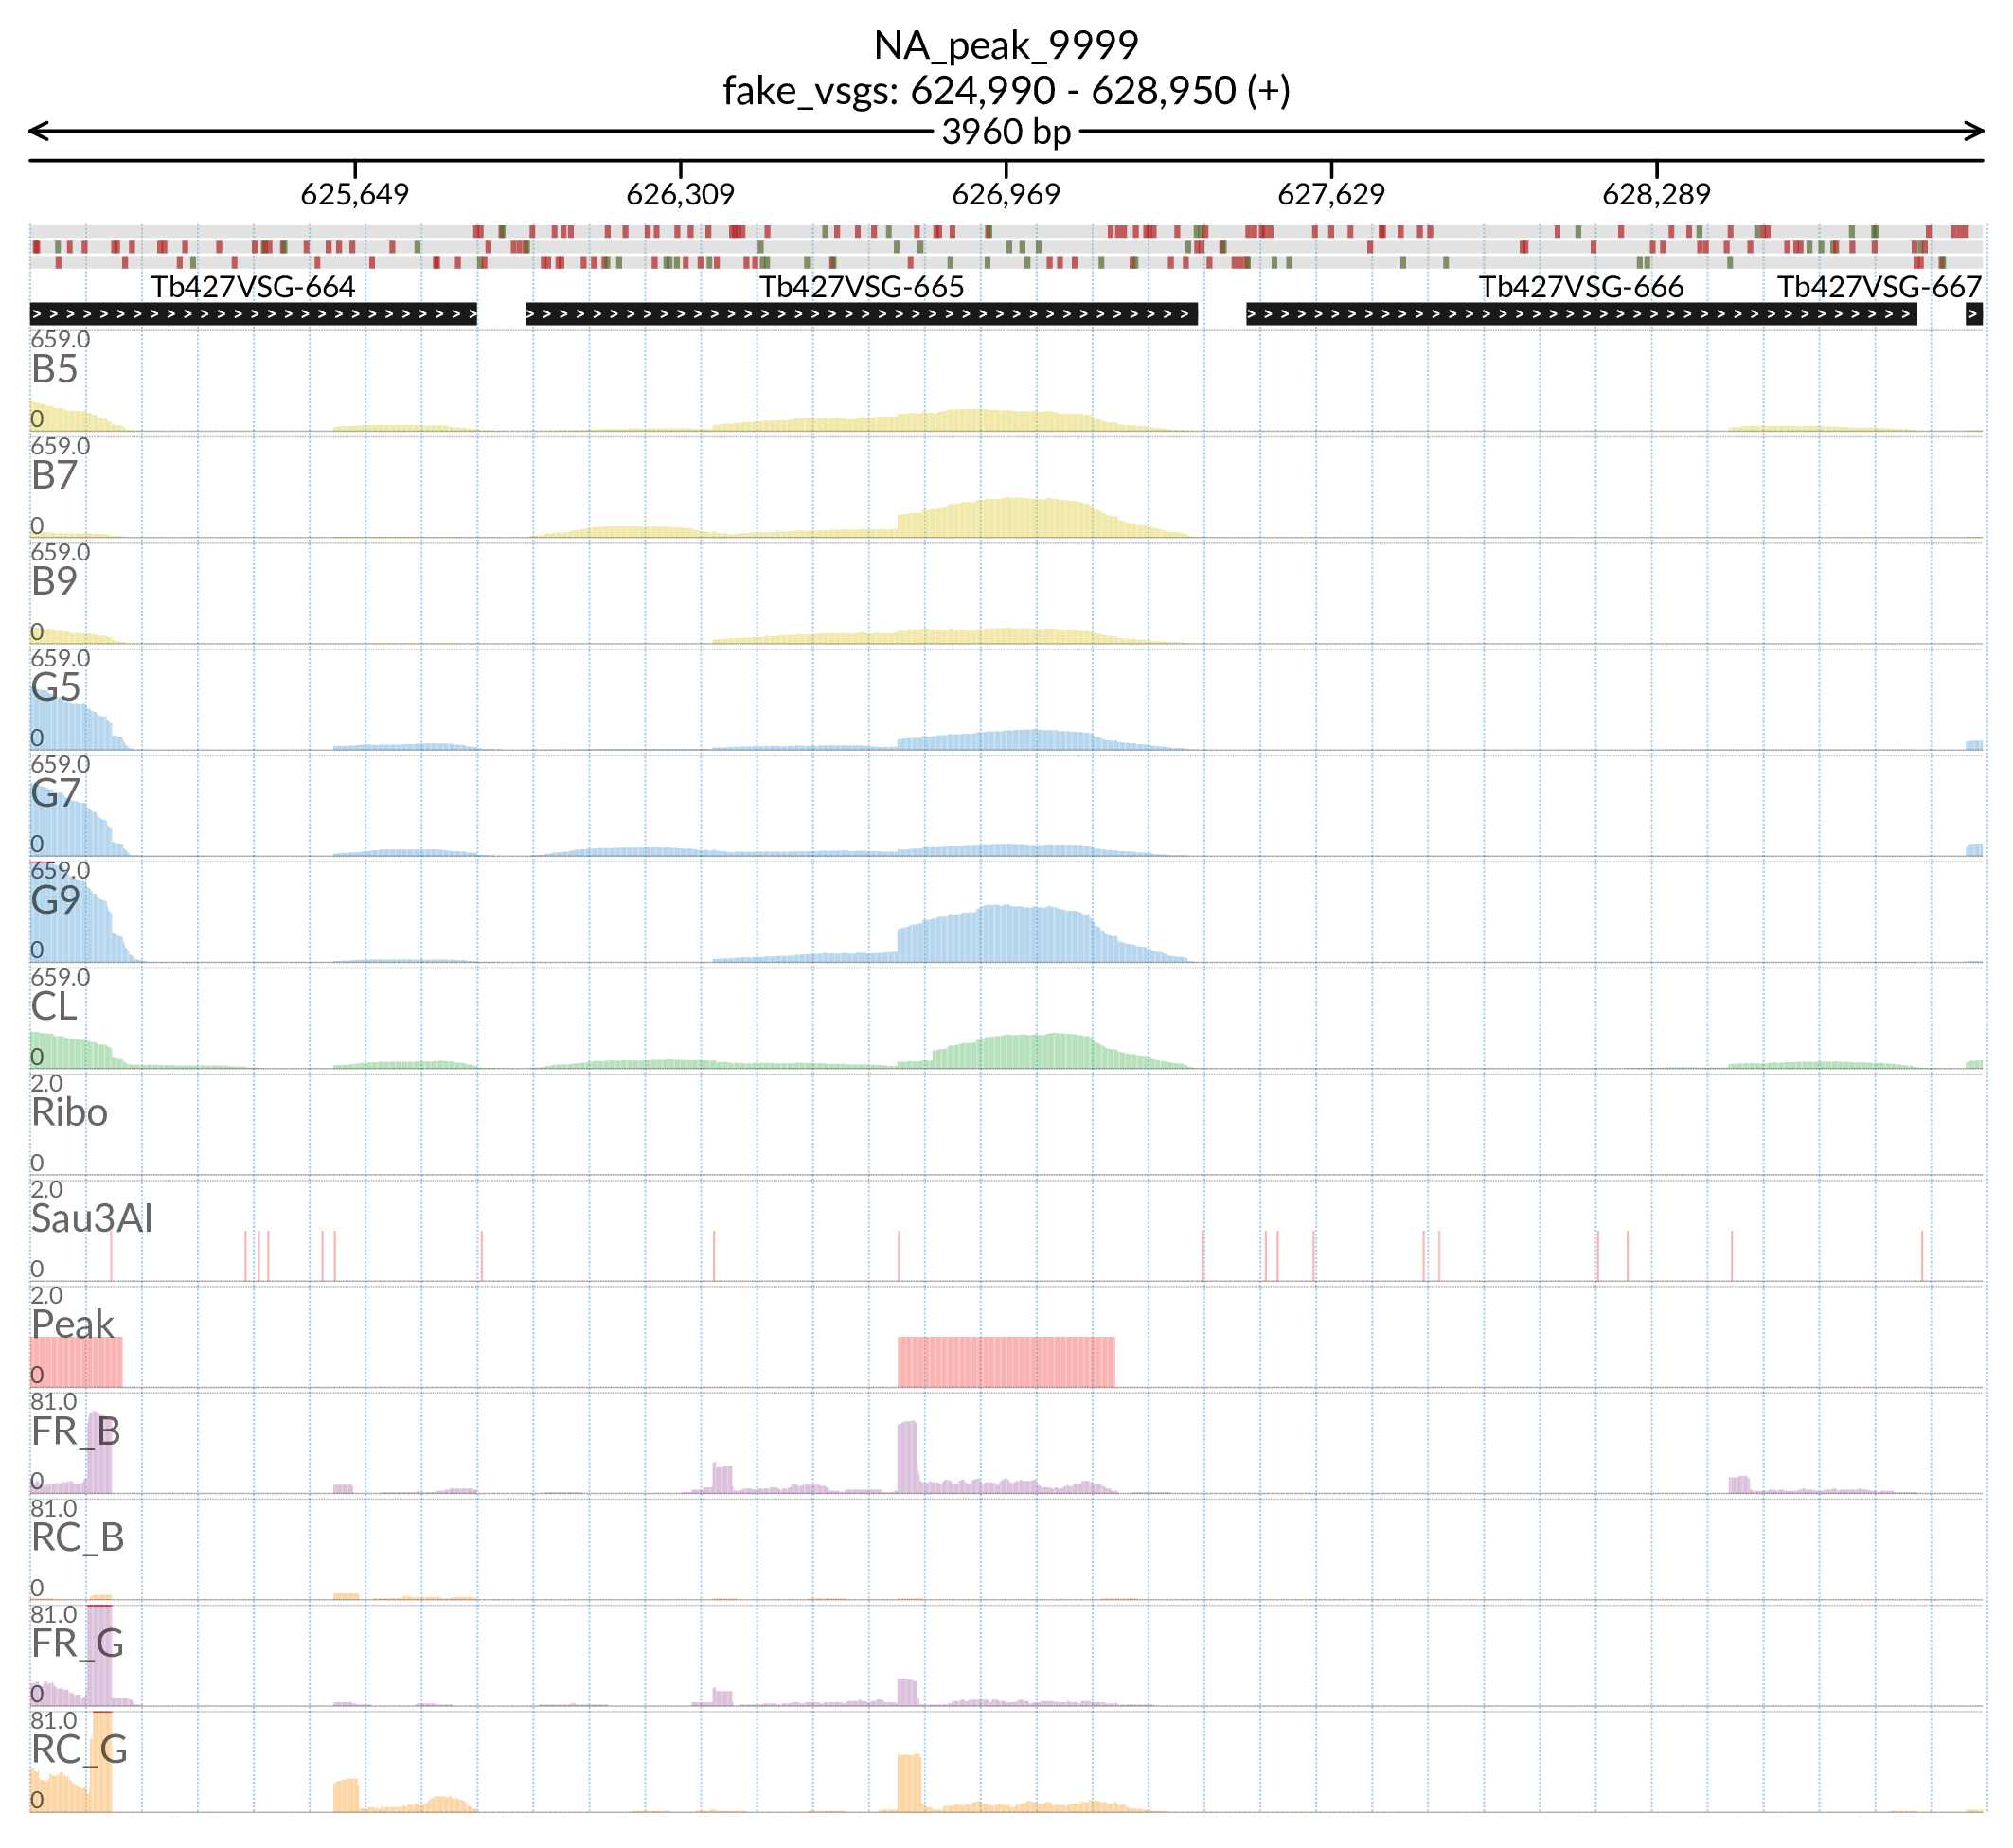 NA_peak_9999
fake_vsgs: 624,990 - 628,950 (+)
3960 bp
625,649 626,309 626,969 627,629 628,289
Tb427VSG-664 Tb427VSG-665 Tb427VSG-666 Tb427VSG-667
659.0
B5
0
659.0
B7
0
659.0
B9
0
659.0
G5
0
659.0
G7
0
659.0
G9
0
659.0
CL
0
2.0
Ribo
0
2.0
Sau3AI
0
2.0
Peak
0
81.0
FR_B
0
81.0
RC_B
0
81.0
FR_G
0
81.0
RC_G
0